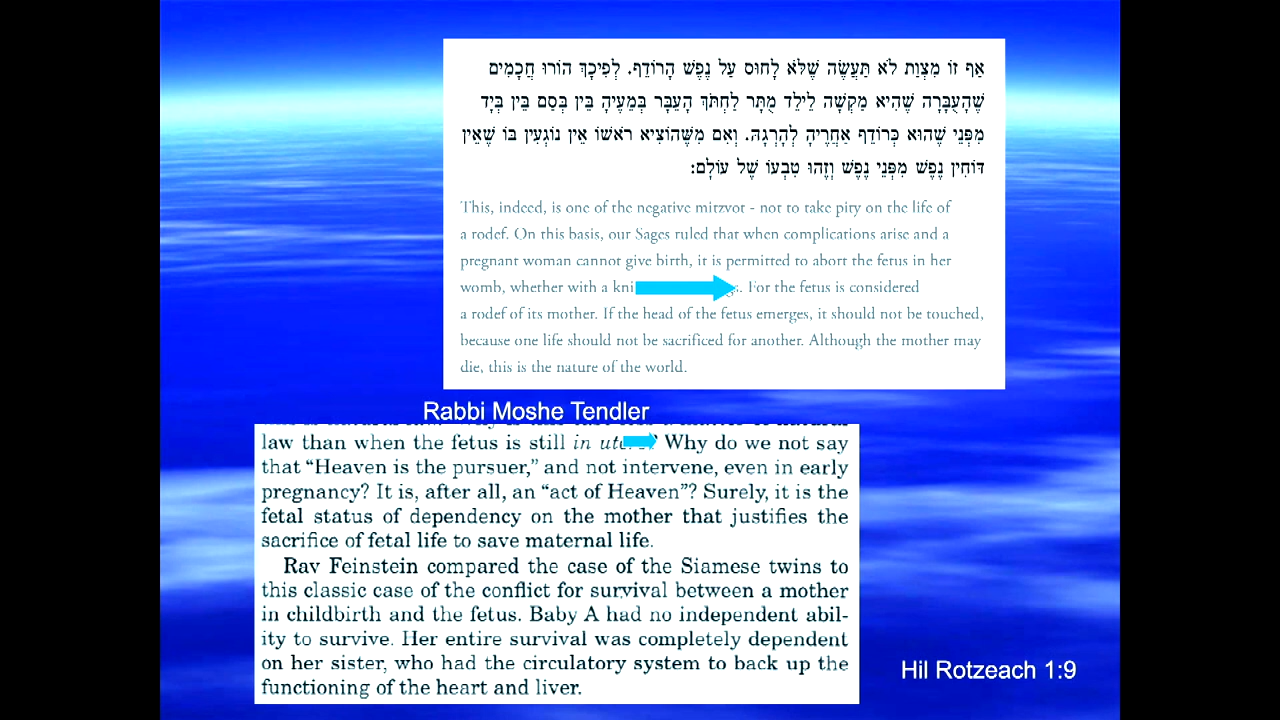 אַף זוֹ מִצְוַת לֹא תַּעֲשֶׂה שֶׁלֹּא לָחוּס עַל נֶפֶשׁ הָרוֹדֵף. לְפִיכָךְ הוֹרוּ חֲכָמִים
שֶׁהָעֻבָּרָה שֶׁהִיא מַקְשָׁה לֵילֵד מֻתָּר לַחְתֹּךְ הָעֵבָּר בְּמֵעֶיהָ בֵּין בְּסַם בֵּין בְּיָד
מִפְּנֵי שֶׁהוּא כְּרוֹדֵף אַחֲרֶיהָ לְהָרְגָהּ. וְאִם מִשֶּׁהוֹצִיא רֹאשׁוֹ אֵין נוֹגְעִין בּוֹ שֶׁאֵין
דּוֹחִין נֶפֶשׁ מִפְּנֵי נֶפֶשׁ וְזֶהוּ טִבְעוֹ שֶׁל עוֹלָם:
This, indeed, is one of the negative mitzvot - not to take pity on the life of
a rodef. On this basis, our Sages ruled that when complications arise and a
pregnant woman cannot give birth, it is permitted to abort the fetus in her
womb, whether with a For the fetus is considered
a rodef of its mother. If the head of the fetus emerges, it should not be touched,
because one life should not be sacrificed for another. Although the mother may
die, this is the nature of the world.
Rabbi Moshe Tendler
law than when the fetus is still in Why do we not say
that “Heaven is the pursuer,” and not intervene, even in early
pregnancy? It is, after all, an “act of Heaven”? Surely, it is the
fetal status of dependency on the mother that justifies the
sacrifice of fetal life to save maternal life.
Rav Feinstein compared the case of the Siamese twins to
this classic case of the conflict for survival between a mother
in childbirth and the fetus. Baby A had no independent abil-
ity to survive. Her entire survival was completely dependent
on her sister, who had the circulatory system to back up the
functioning of the heart and liver.
Hil Rotzeach 1:9